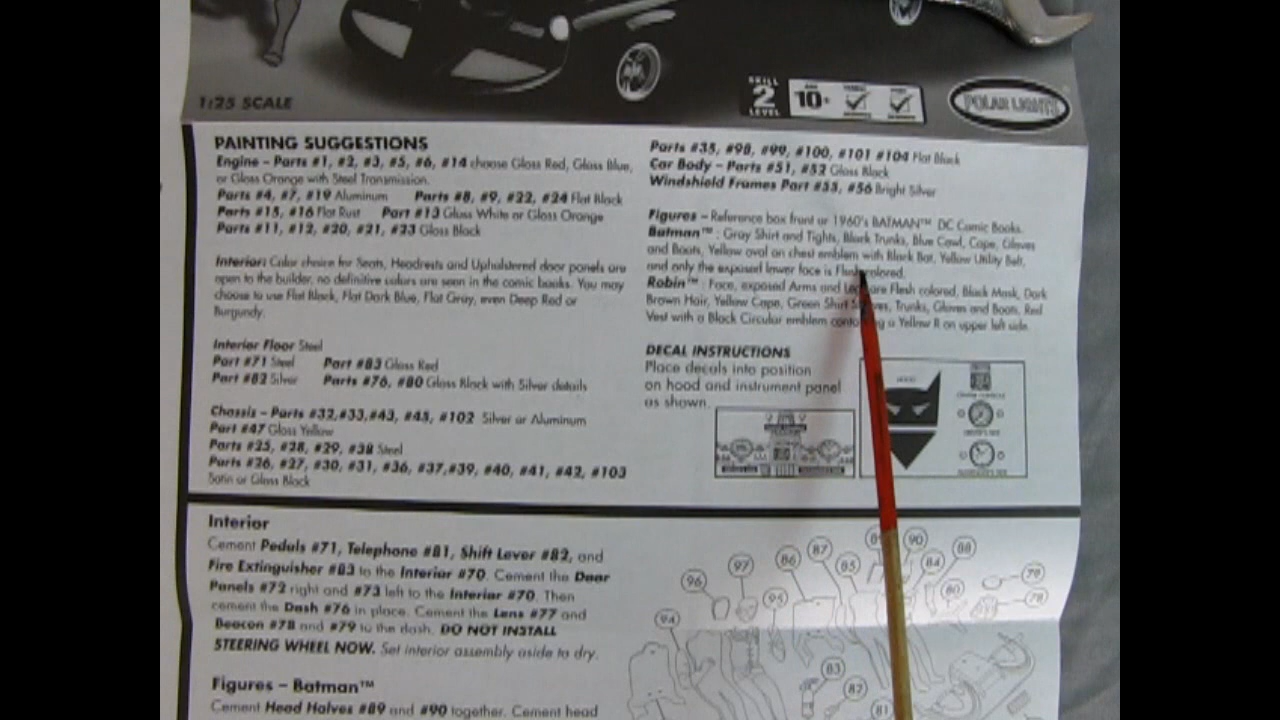 1:25 SCALE
SKILL
2
LEVEL
10+
POLAR LIGHTS
PAINTING SUGGESTIONS
Engine – Parts #1, #2, #3, #5, #6, #14 choose Gloss Red, Gloss Blue,
or Gloss Orange with Steel Transmission.
Parts #4, #7, #19 Aluminum Parts #8, #9, #22, #24 Flat Black
Parts #15, #16 Flat Rust Part #13 Gloss White or Gloss Orange
Parts #11, #12, #20, #21, #23 Gloss Black
Interior: Color choice for Seats, Headrests and Upholstered door panels are
open to the builder, no definitive colors are seen in the comic books. You may
choose to use Flat Black, Flat Dark Blue, Flat Gray, even Deep Red or
Burgundy.
Interior Floor Steel
Part #71 Steel Part #83 Gloss Red
Part #82 Silver Parts #76, #80 Gloss Black with Silver details
Chassis – Parts #32,#33,#43, #45, #102 Silver or Aluminum
Part #47 Gloss Yellow
Parts #25, #28, #29, #38 Steel
Parts #26, #27, #30, #31, #36, #37,#39, #40, #41, #42, #103
Satin or Gloss Black
Parts #35, #98, #99, #100, #101 #104 Flat Black
Car Body – Parts #51, #52 Gloss Black
Windshield Frames Part #55, #56 Bright Silver
Figures – Reference box front or 1960's BATMAN™ DC Comic Books.
Batman™ : Gray Shirt and Tights, Black Trunks, Blue Cowl, Cape, Gloves
and Boots, Yellow oval on chest emblem with Black Bat, Yellow Utility Belt,
and only the exposed lower face is Flesh colored.
Robin™ : Face, exposed Arms and Legs are Flesh colored, Black Mask, Dark
Brown Hair, Yellow Cape, Green Shirt Sleeves, Trunks, Gloves and Boots, Red
Vest with a Black Circular emblem containing a Yellow R on upper left side.
DECAL INSTRUCTIONS
Place decals into position
on hood and instrument panel
as shown.
HOOD
Interior
Cement Pedals #71, Telephone #81, Shift Lever #82, and
Fire Extinguisher #83 to the Interior #70. Cement the Door
Panels #72 right and #73 left to the Interior #70. Then
cement the Dash #76 in place. Cement the Lens #77 and
Beacon #78 and #79 to the dash. DO NOT INSTALL
STEERING WHEEL NOW. Set interior assembly aside to dry.
Figures – Batman™
Cement Head Halves #89 and #90 together. Cement head
96
97
86
87
90
88
85
84
80
95
94
83
82
81